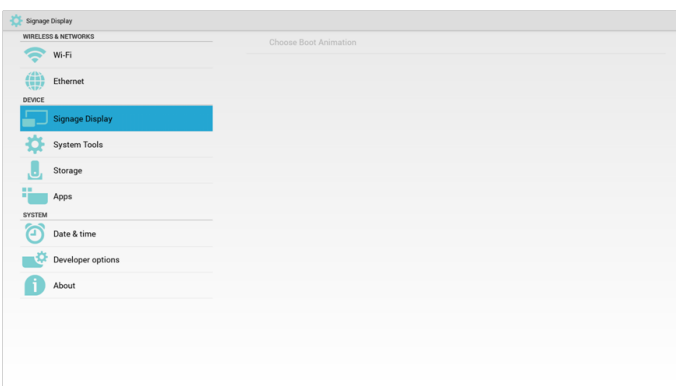 Signage Display
WIRELESS & NETWORKS
Wi-Fi
Ethernet
DEVICE
Signage Display
System Tools
Storage
Apps
SYSTEM
Date & time
Developer options
About
Choose Boot Animation